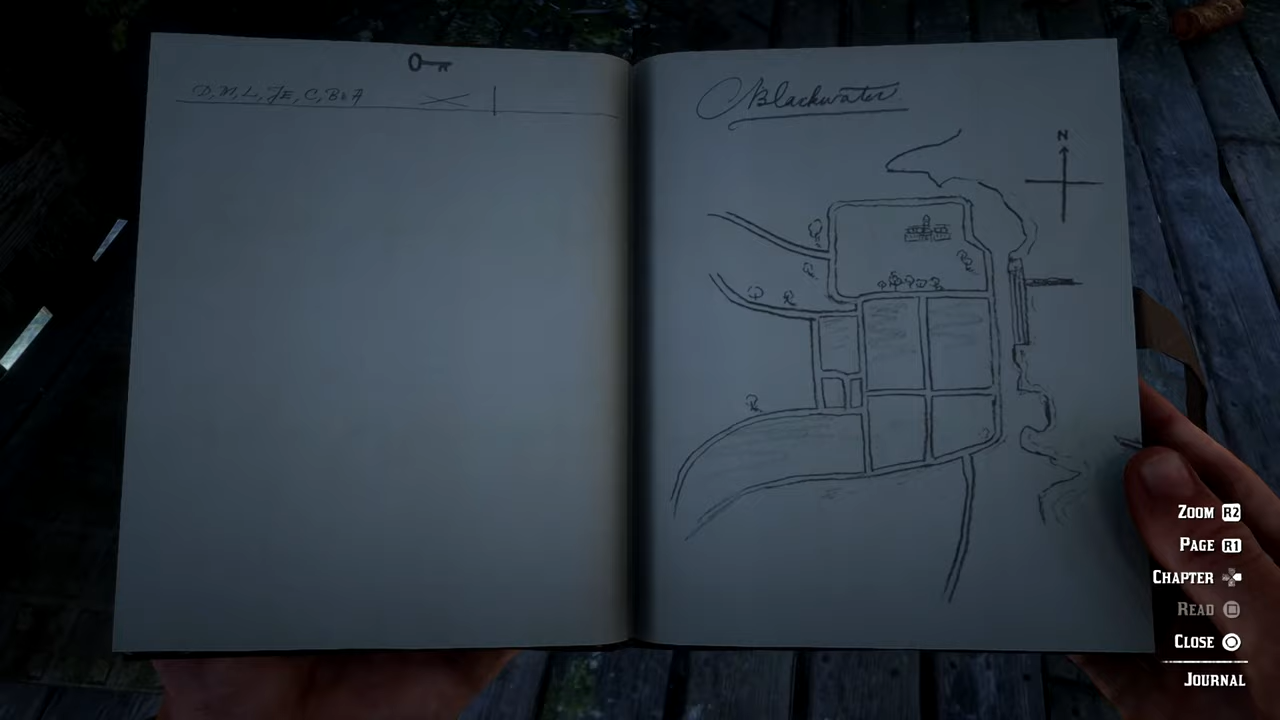 D, M, L, JE, C, B & A
Blackwater
N
ZOOM R2
PAGE R1
CHAPTER
READ
CLOSE
JOURNAL